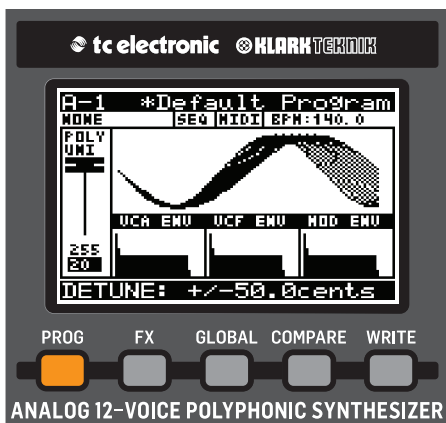 tc electronic KLARK TEKNIK
A-1 *Default Program
NONE SEQ MIDI BPM:140.0
POLY
UNI
VCA ENV VCF ENV MOD ENV
255
20
DETUNE: +/-50.0cents
PROG FX GLOBAL COMPARE WRITE
ANALOG 12-VOICE POLYPHONIC SYNTHESIZER